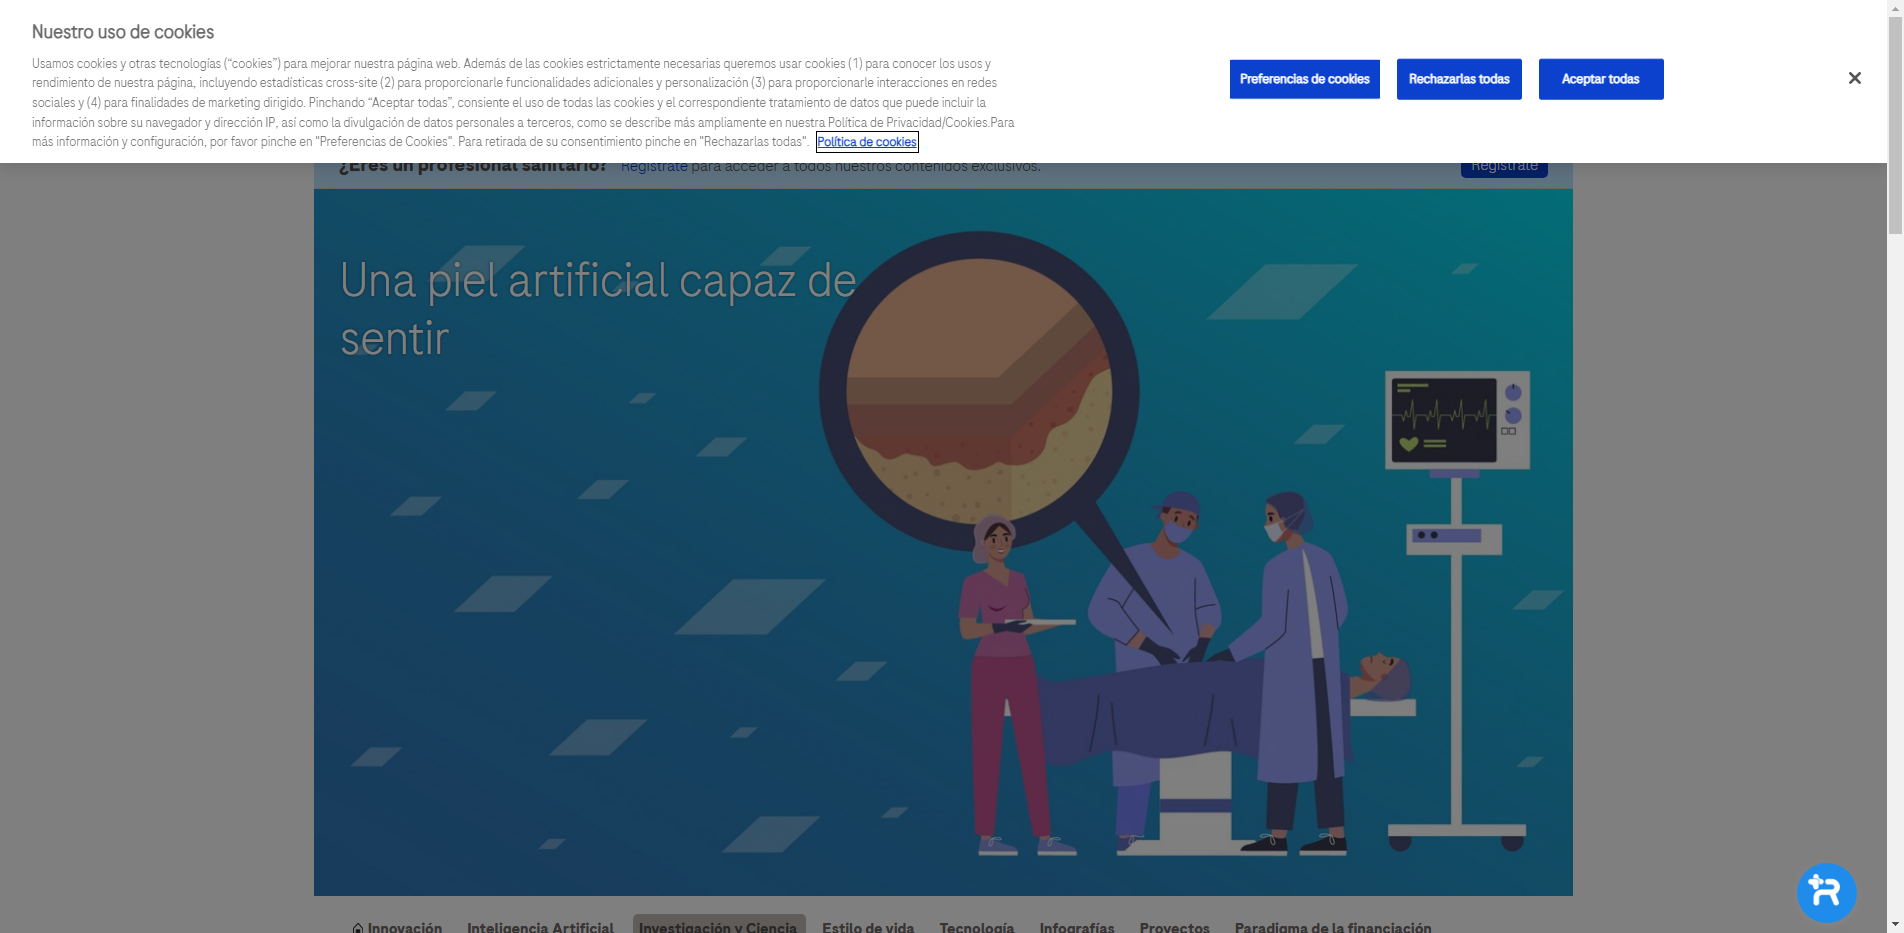 Nuestro uso de cookies
Usamos cookies y otras tecnologías (“cookies”) para mejorar nuestra página web. Además de las cookies estrictamente necesarias queremos usar cookies (1) para conocer los usos y
rendimiento de nuestra página, incluyendo estadísticas cross-site (2) para proporcionarle funcionalidades adicionales y personalización (3) para proporcionarle interacciones en redes
sociales y (4) para finalidades de marketing dirigido. Pinchando “Aceptar todas”, consiente el uso de todas las cookies y el correspondiente tratamiento de datos que puede incluir la
información sobre su navegador y dirección IP, así como la divulgación de datos personales a terceros, como se describe más ampliamente en nuestra Política de Privacidad/Cookies.Para
más información y configuración, por favor pinche en "Preferencias de Cookies". Para retirada de su consentimiento pinche en "Rechazarlas todas". Política de cookies
Preferencias de cookies Rechazarlas todas Aceptar todas
¿Eres un profesional sanitario? Regístrate para acceder a todos nuestros contenidos exclusivos. Regístrate
Una piel artificial capaz de
sentir
Innovación Inteligencia Artificial Investigación y Ciencia Estilo de vida Tecnología Infografías Proyectos Paradigma de la financiación